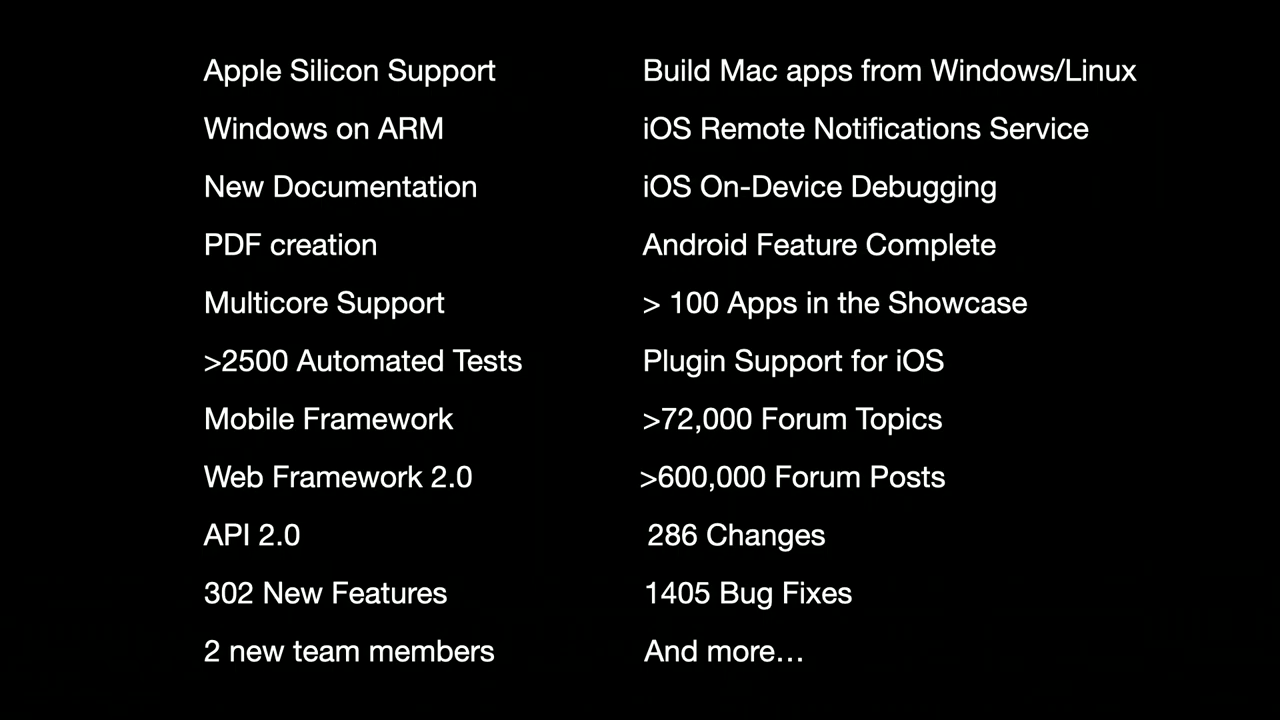 Apple Silicon Support
Windows on ARM
New Documentation
PDF creation
Multicore Support
>2500 Automated Tests
Mobile Framework
Web Framework 2.0
API 2.0
302 New Features
2 new team members
Build Mac apps from Windows/Linux
iOS Remote Notifications Service
iOS On-Device Debugging
Android Feature Complete
> 100 Apps in the Showcase
Plugin Support for iOS
>72,000 Forum Topics
>600,000 Forum Posts
286 Changes
1405 Bug Fixes
And more…